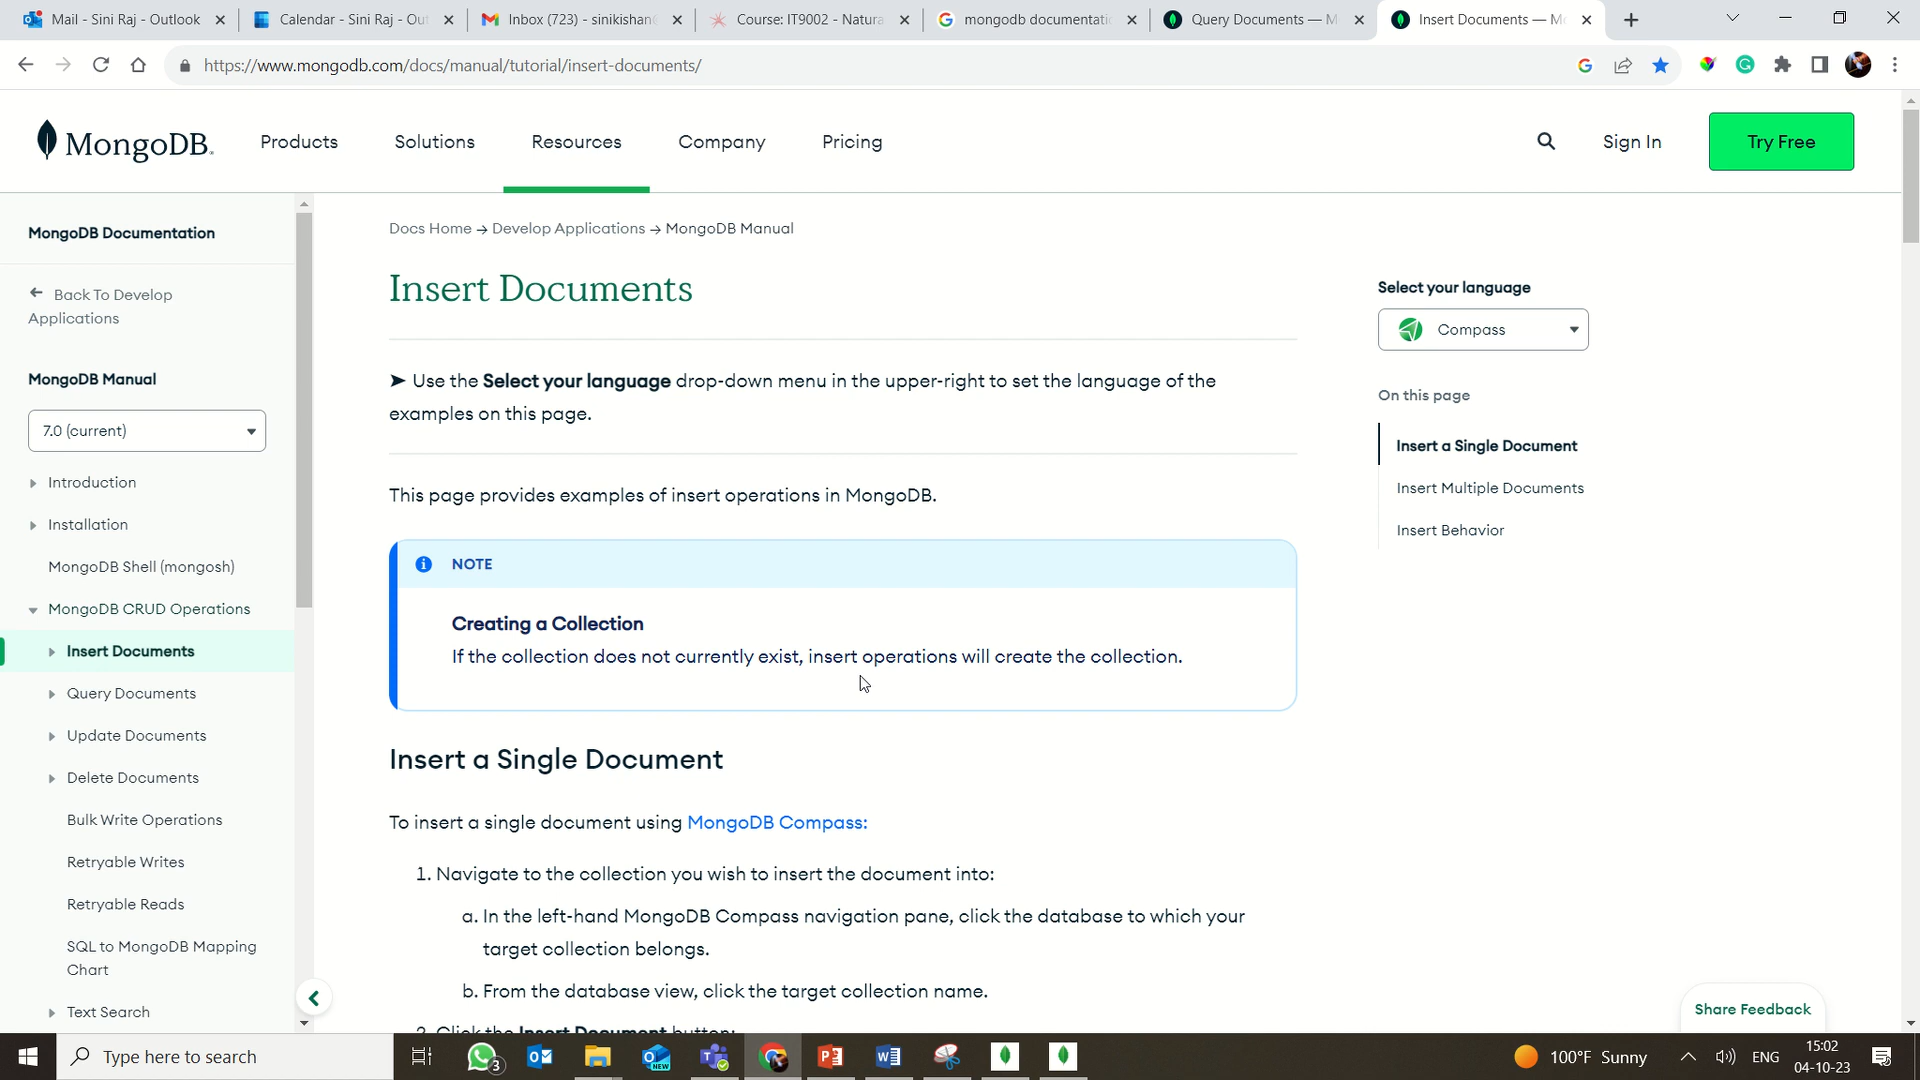 Mail - Sini Raj - Outlook
Calendar - Sini Raj - Out
Inbox (723) - sinikishan
Course: IT9002 - Natura
mongodb documentatio
Query Documents — M
Insert Documents — Mo
https://www.mongodb.com/docs/manual/tutorial/insert-documents/
MongoDB.
Products
Solutions
Resources
Company
Pricing
Sign In
Try Free
MongoDB Documentation
Back To Develop
Applications
MongoDB Manual
7.0 (current)
Introduction
Installation
MongoDB Shell (mongosh)
MongoDB CRUD Operations
Insert Documents
Query Documents
Update Documents
Delete Documents
Bulk Write Operations
Retryable Writes
Retryable Reads
SQL to MongoDB Mapping
Chart
Text Search
Docs Home → Develop Applications → MongoDB Manual
Insert Documents
➤ Use the Select your language drop-down menu in the upper-right to set the language of the
examples on this page.
This page provides examples of insert operations in MongoDB.
NOTE
Creating a Collection
If the collection does not currently exist, insert operations will create the collection.
Insert a Single Document
To insert a single document using MongoDB Compass:
1. Navigate to the collection you wish to insert the document into:
a. In the left-hand MongoDB Compass navigation pane, click the database to which your
target collection belongs.
b. From the database view, click the target collection name.
2. Click the Insert Document button:
Select your language
Compass
On this page
Insert a Single Document
Insert Multiple Documents
Insert Behavior
Share Feedback
Type here to search
3
NEW
100°F Sunny
ENG
15:02
04-10-23